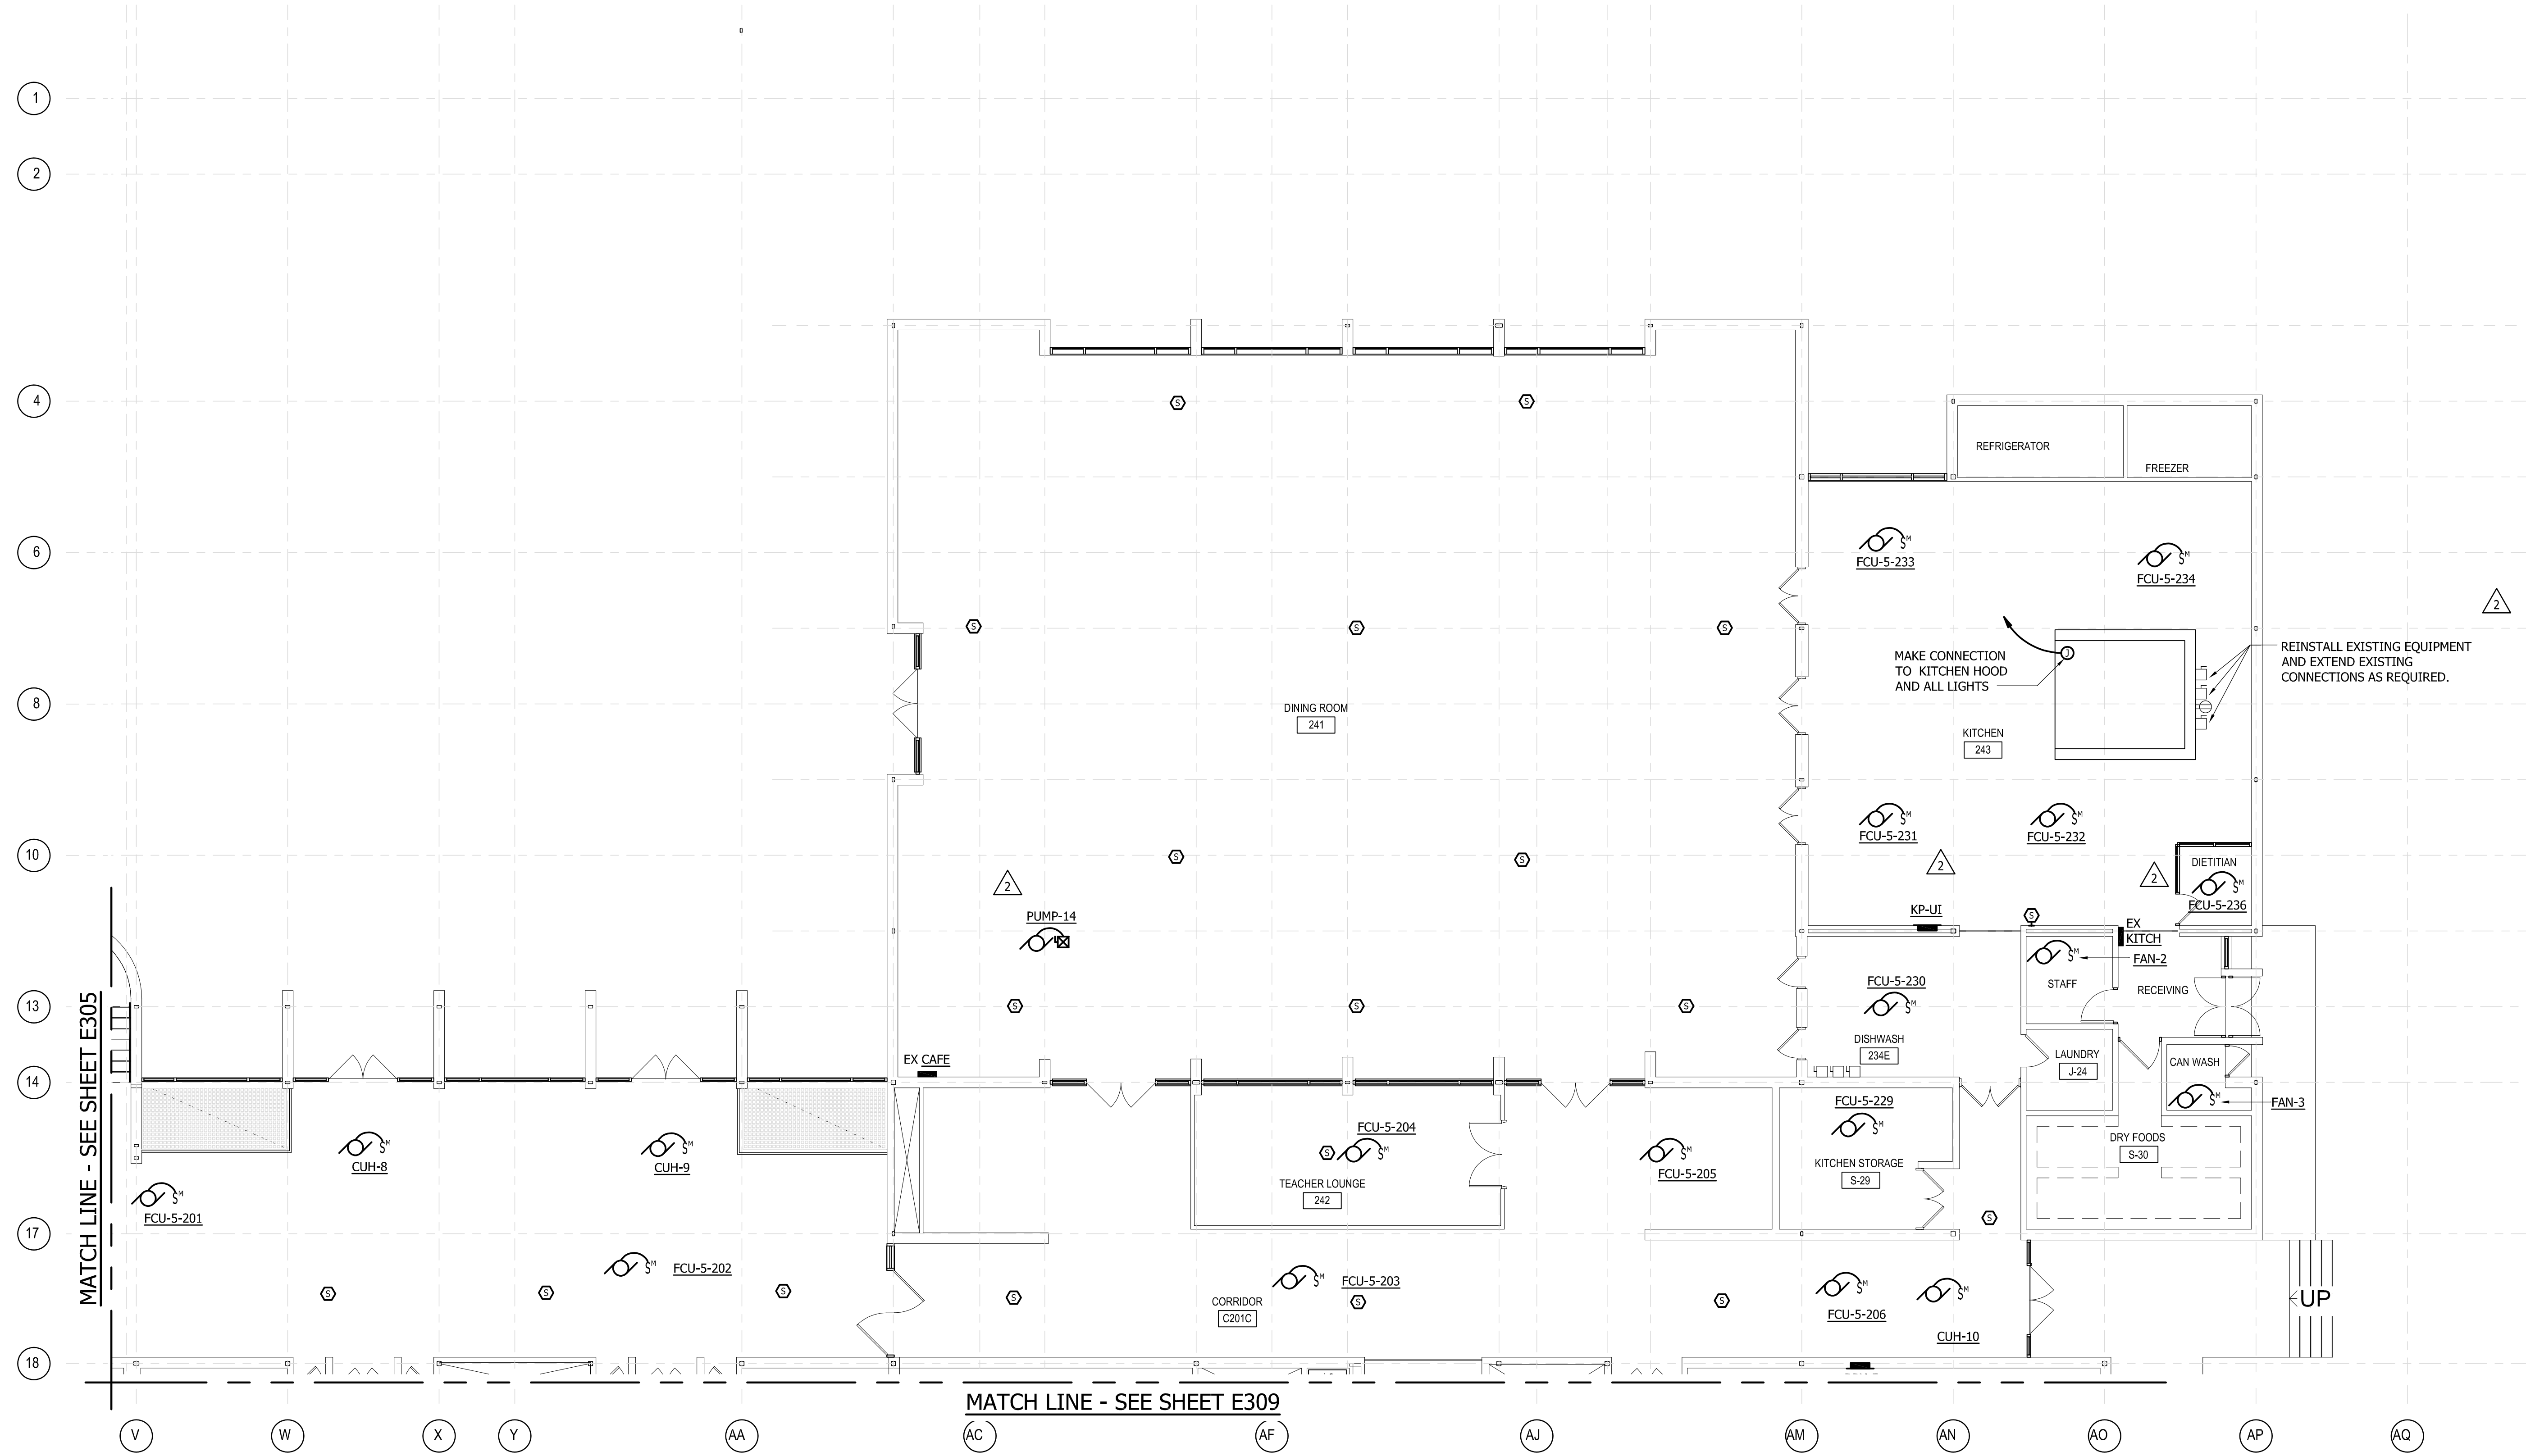 1
2
4
S
S
REFRIGERATOR
FREEZER
6
FCU-5-233
S M
FCU-5-234
S M
2
S
S
S
J
MAKE CONNECTION
TO KITCHEN HOOD
AND ALL LIGHTS
REINSTALL EXISTING EQUIPMENT
AND EXTEND EXISTING
CONNECTIONS AS REQUIRED.
8
DINING ROOM
241
KITCHEN
243
S M
FCU-5-231
S M
FCU-5-232
10
S
S
2
2
2
DIETITIAN
S M
FCU-5-236
PUMP-14
KP-UI
S
EX
KITCH
S M
FAN-2
STAFF
RECEIVING
FCU-5-230
S M
13
S
S
S
DISHWASH
234E
LAUNDRY
J-24
CAN WASH
EX CAFE
14
FCU-5-229
S M
S M
FAN-3
FCU-5-204
S
S M
S M
CUH-8
S M
CUH-9
S M
FCU-5-205
DRY FOODS
S-30
KITCHEN STORAGE
S-29
TEACHER LOUNGE
242
S M
FCU-5-201
MATCH LINE - SEE SHEET E305
17
S
S M
FCU-5-202
S M
FCU-5-203
S
S
S
S
S
S
CORRIDOR
C201C
S M
FCU-5-206
S M
CUH-10
UP
18
MATCH LINE - SEE SHEET E309
V
W
X
Y
AA
AC
AF
AJ
AM
AN
AO
AP
AQ